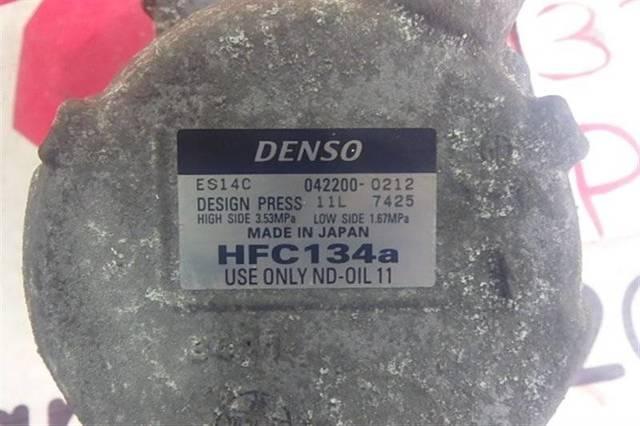 DENSO
ES14C 042200-0212
DESIGN PRESS 11L 7425
HIGH SIDE 3.53MPa LOW SIDE 1.67MPa
MADE IN JAPAN
HFC134a
USE ONLY ND-OIL 11